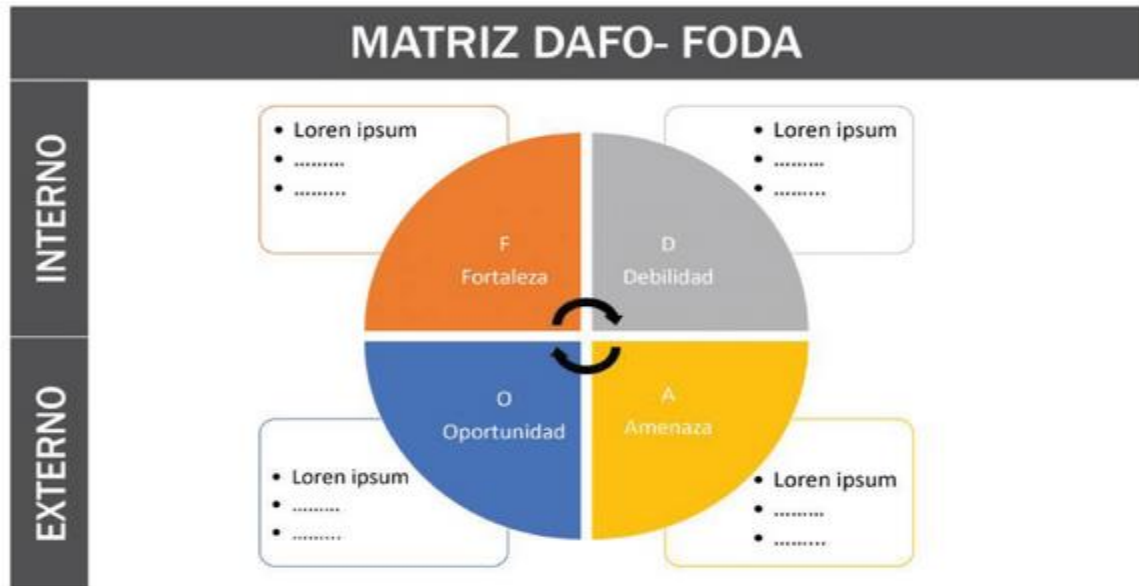 MATRIZ DAFO- FODA
INTERNO
• Loren ipsum
• .........
• .........
• Loren ipsum
• .........
• .........
F
Fortaleza
D
Debilidad
EXTERNO
O
Oportunidad
A
Amenaza
• Loren ipsum
• .........
• .........
• Loren ipsum
• .........
• .........